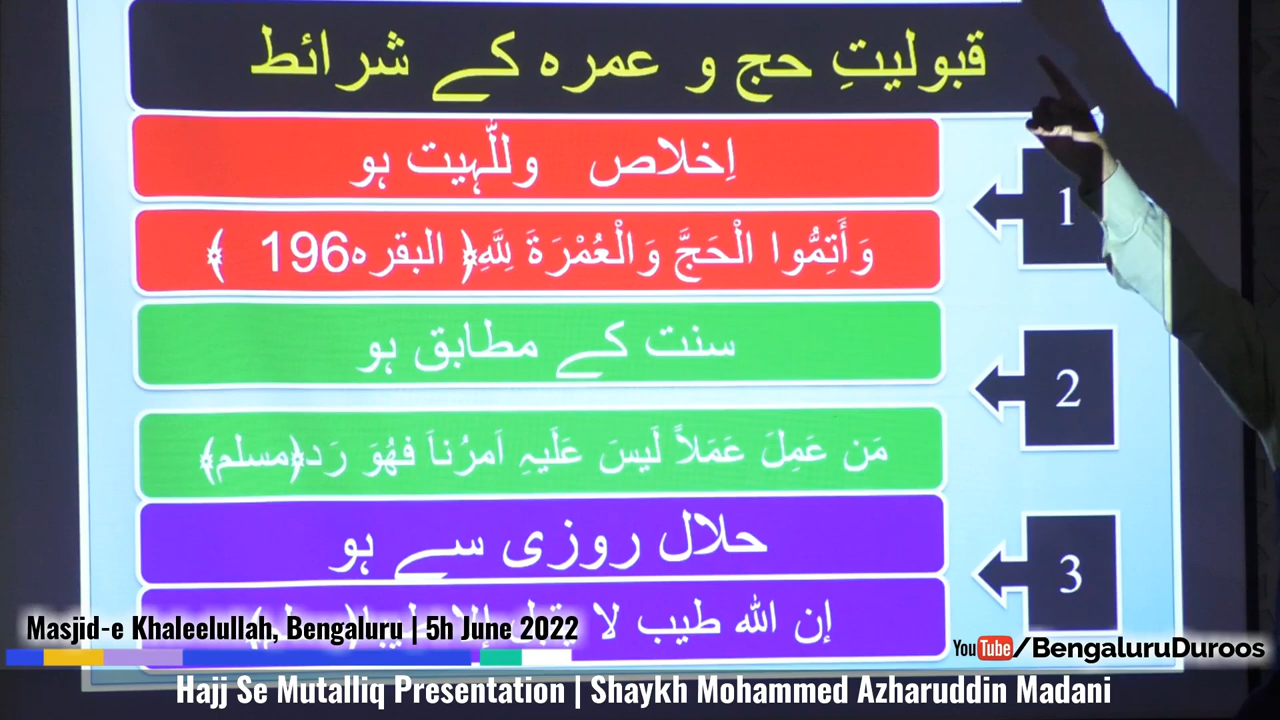 قبولیتِ حج و عمرہ کے شرائط
اِخلاص وللّٰہیت ہو
1
وَأَتِمُّوا الْحَجَّ وَالْعُمْرَةَ لِلَّهِ﴿ البقرہ196 ﴾
سنت کے مطابق ہو
2
مَن عَمِلَ عَمَلاً لَیسَ عَلَیہِ اَمرُناَ فَھُوَ رَد﴿مسلم﴾
حلال روزی سے ہو
3
إن الله طيب لا
Masjid-e Khaleelullah, Bengaluru | 5h June 2022
YouTube/BengaluruDuroos
Hajj Se Mutalliq Presentation | Shaykh Mohammed Azharuddin Madani